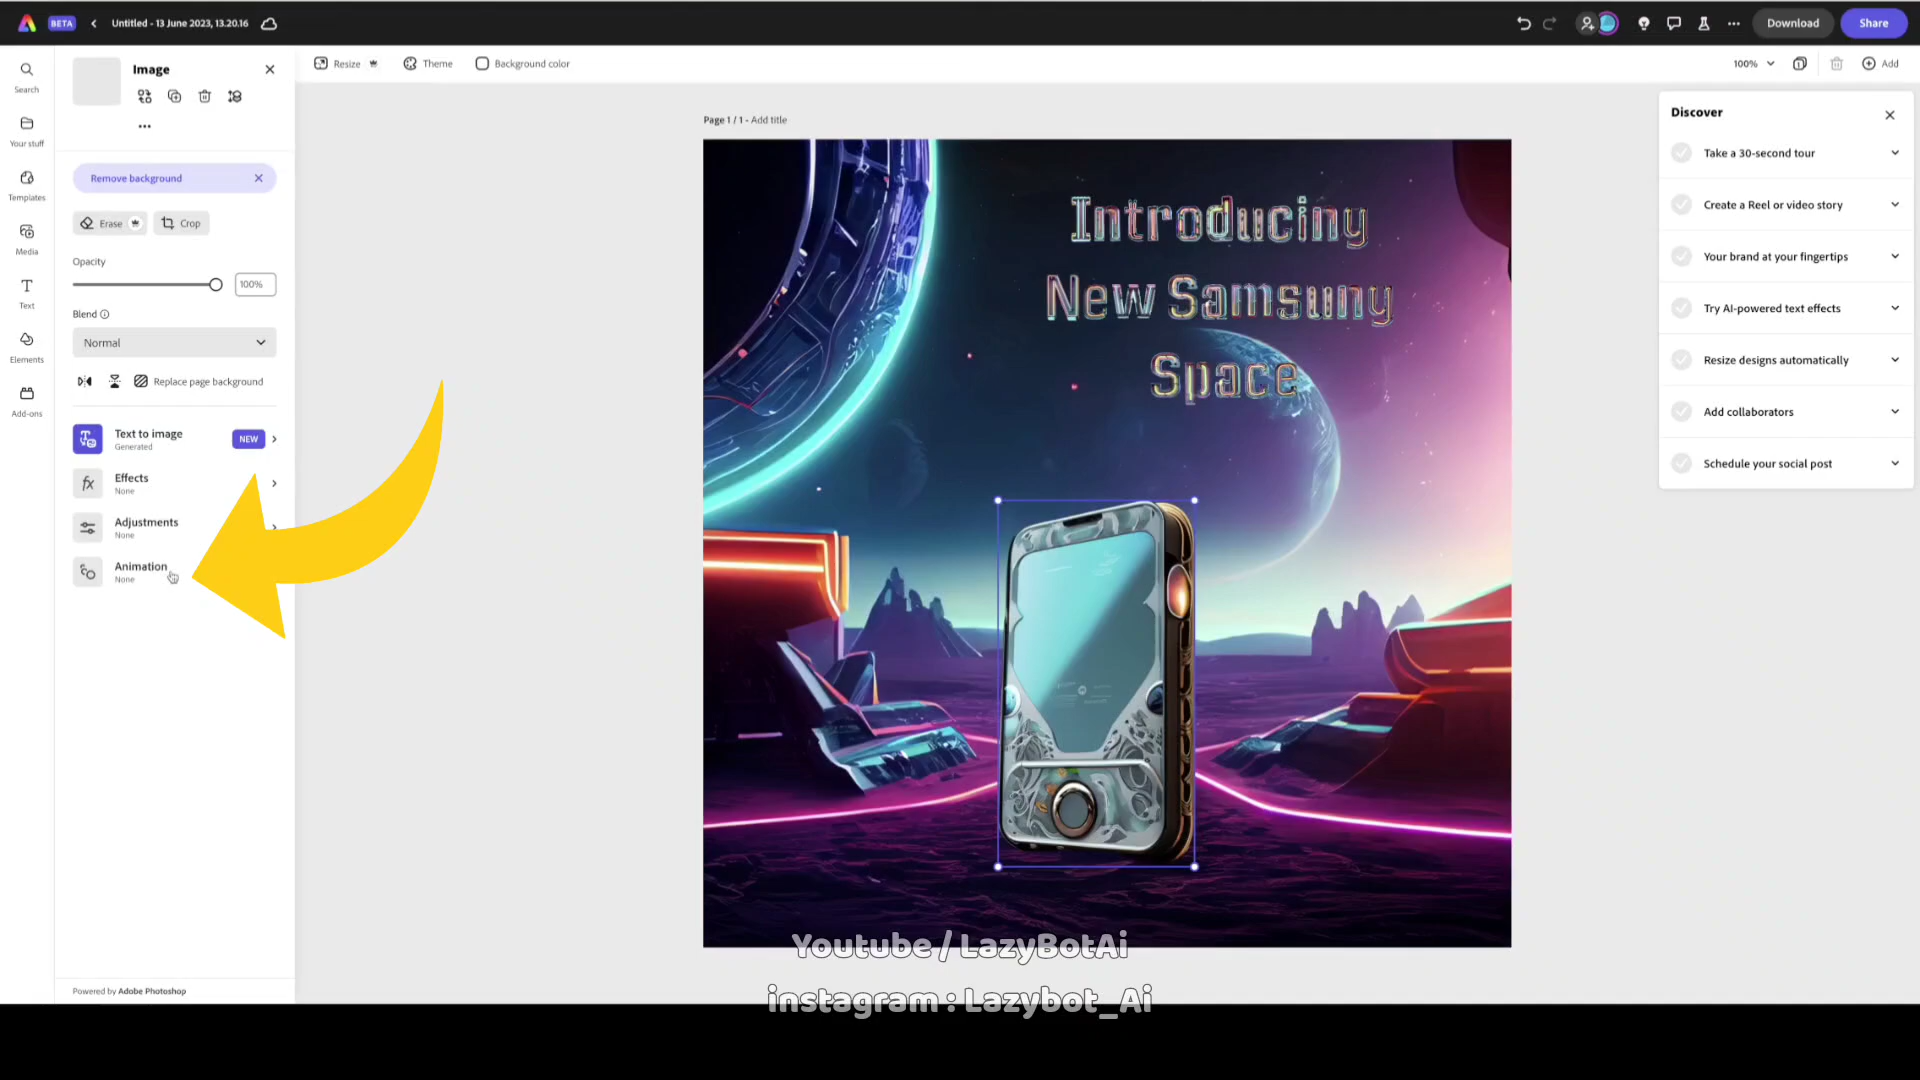 BETA
Untitled - 13 June 2023, 13.20.16
Download
Share
Search
Your stuff
Templates
Media
Text
Elements
Add-ons
Image
Remove background
Erase
Crop
Opacity
100%
Blend
Normal
Replace page background
Text to image
Generated
NEW
Effects
None
Adjustments
None
Animation
None
Powered by Adobe Photoshop
Resize
Theme
Background color
100%
1
Add
Page 1 / 1 - Add title
Introduciny
New Samsuny
Space
Discover
Take a 30-second tour
Create a Reel or video story
Your brand at your fingertips
Try AI-powered text effects
Resize designs automatically
Add collaborators
Schedule your social post
Youtube / LazyBotAi
instagram : Lazybot_Ai